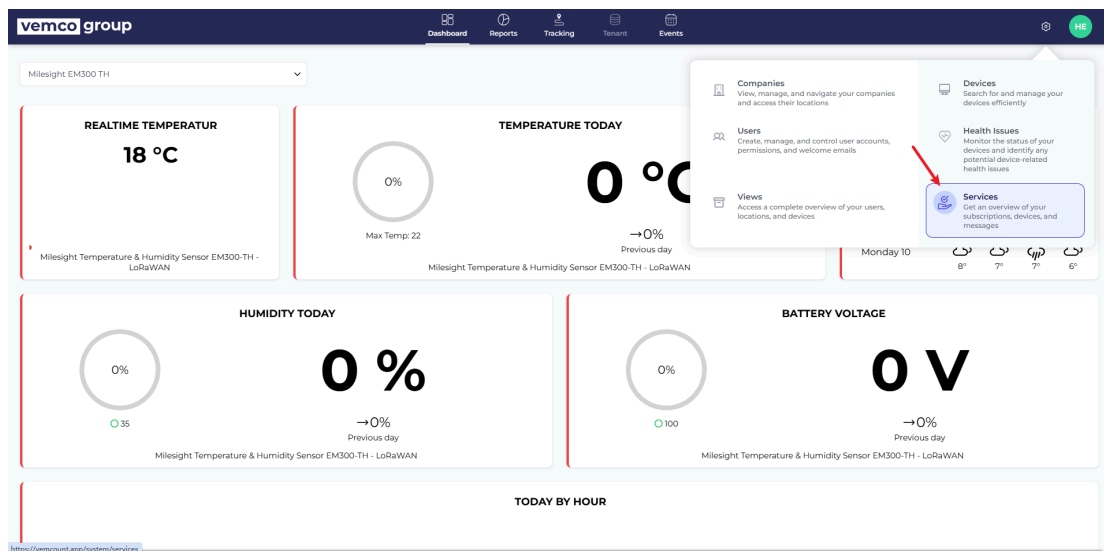 vemco group
Dashboard
Reports
Tracking
Tenant
Events
HE
Milesight EM300 TH
Companies
View, manage, and navigate your companies
and access their locations
Users
Create, manage, and control user accounts,
permissions, and welcome emails
Views
Access a complete overview of your users,
locations, and devices
Devices
Search for and manage your
devices efficiently
Health Issues
Monitor the status of your
devices and identify any
potential device-related
health issues
Services
Get an overview of your
subscriptions, devices, and
messages
REALTIME TEMPERATUR
18 °C
Milesight Temperature & Humidity Sensor EM300-TH -
LoRaWAN
TEMPERATURE TODAY
0%
Max Temp: 22
0 °C
→0%
Previous day
Milesight Temperature & Humidity Sensor EM300-TH - LoRaWAN
Monday 10
8°
7°
7°
6°
HUMIDITY TODAY
0%
35
0 %
→0%
Previous day
Milesight Temperature & Humidity Sensor EM300-TH - LoRaWAN
BATTERY VOLTAGE
0%
100
0 V
→0%
Previous day
Milesight Temperature & Humidity Sensor EM300-TH - LoRaWAN
TODAY BY HOUR
https://vemcount.app/system/services